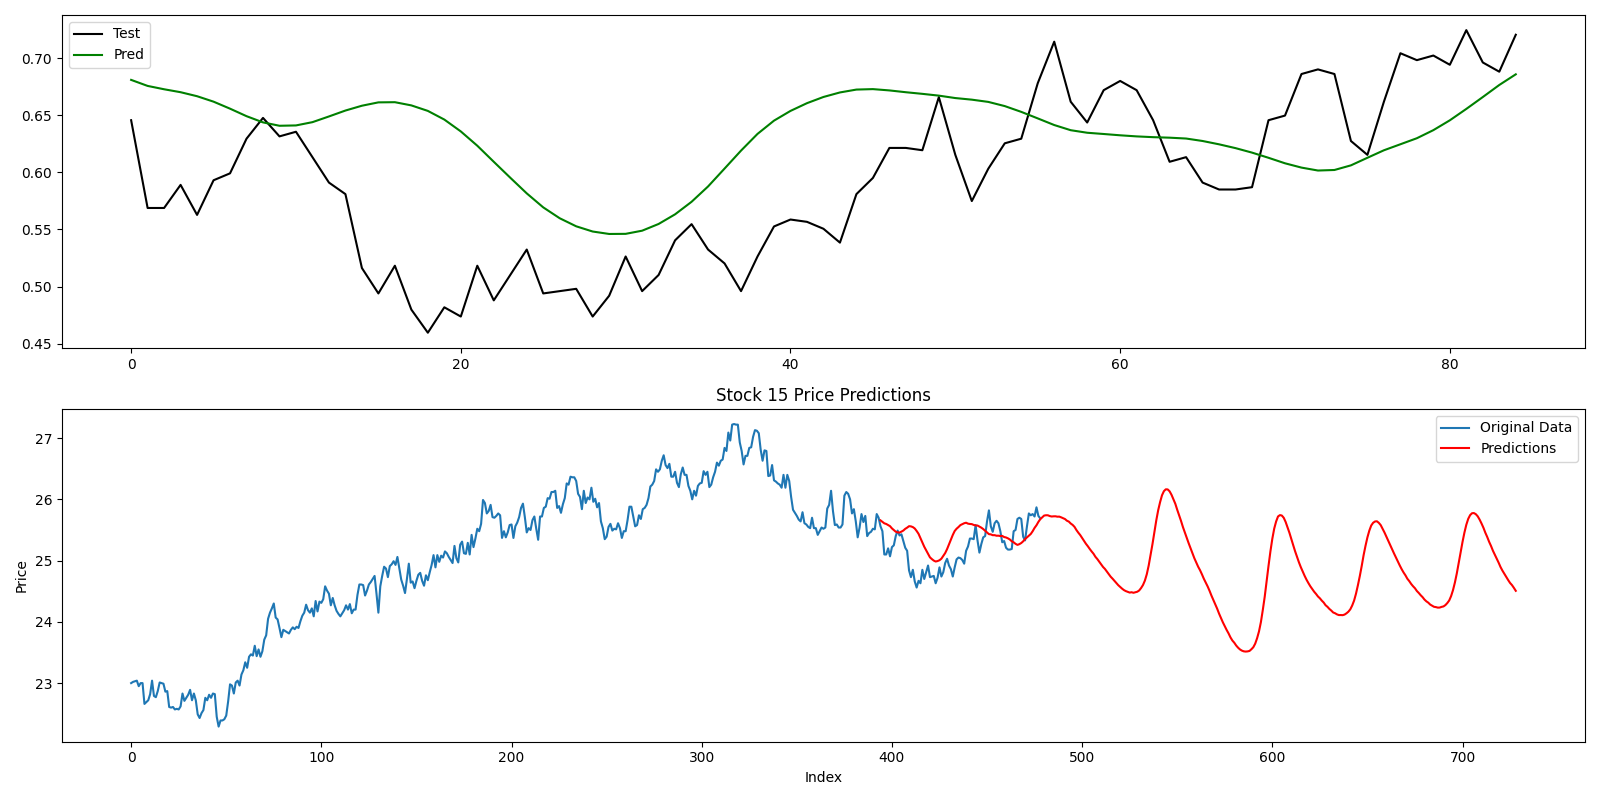 Test
Pred
0.70
0.65
0.60
0.55
0.50
0.45
0 20 40 60 80
Stock 15 Price Predictions
Original Data
Predictions
27
26
25
24
23
Price
0 100 200 300 400 500 600 700
Index